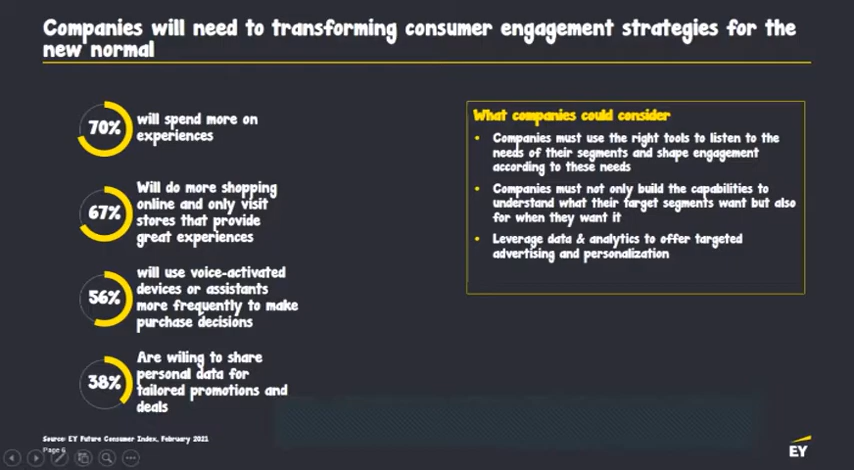 Companies will need to transforming consumer engagement strategies for the
new normal
70%
will spend more on
experiences
67%
Will do more shopping
online and only visit
stores that provide
great experiences
56%
will use voice-activated
devices or assistants
more frequently to make
purchase decisions
38%
Are wiling to share
personal data for
tailored promotions and
deals
What companies could consider
• Companies must use the right tools to listen to the
needs of their segments and shape engagement
according to these needs
• Companies must not only build the capabilities to
understand what their target segments want but also
for when they want it
• Leverage data & analytics to offer targeted
advertising and personalization
Source: EY Future Consumer Index, February 2021
Page 6
EY